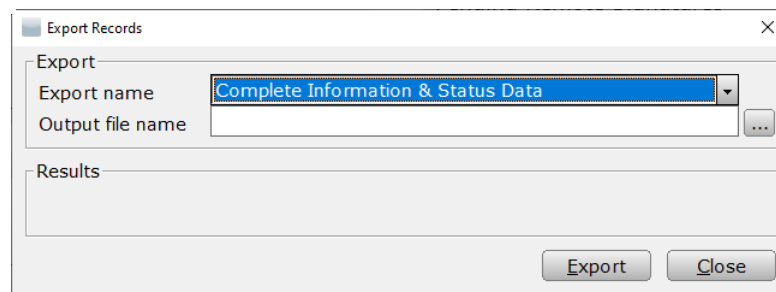 Export Records
Export
Export name
Complete Information & Status Data
Output file name
...
Results
Export
Close